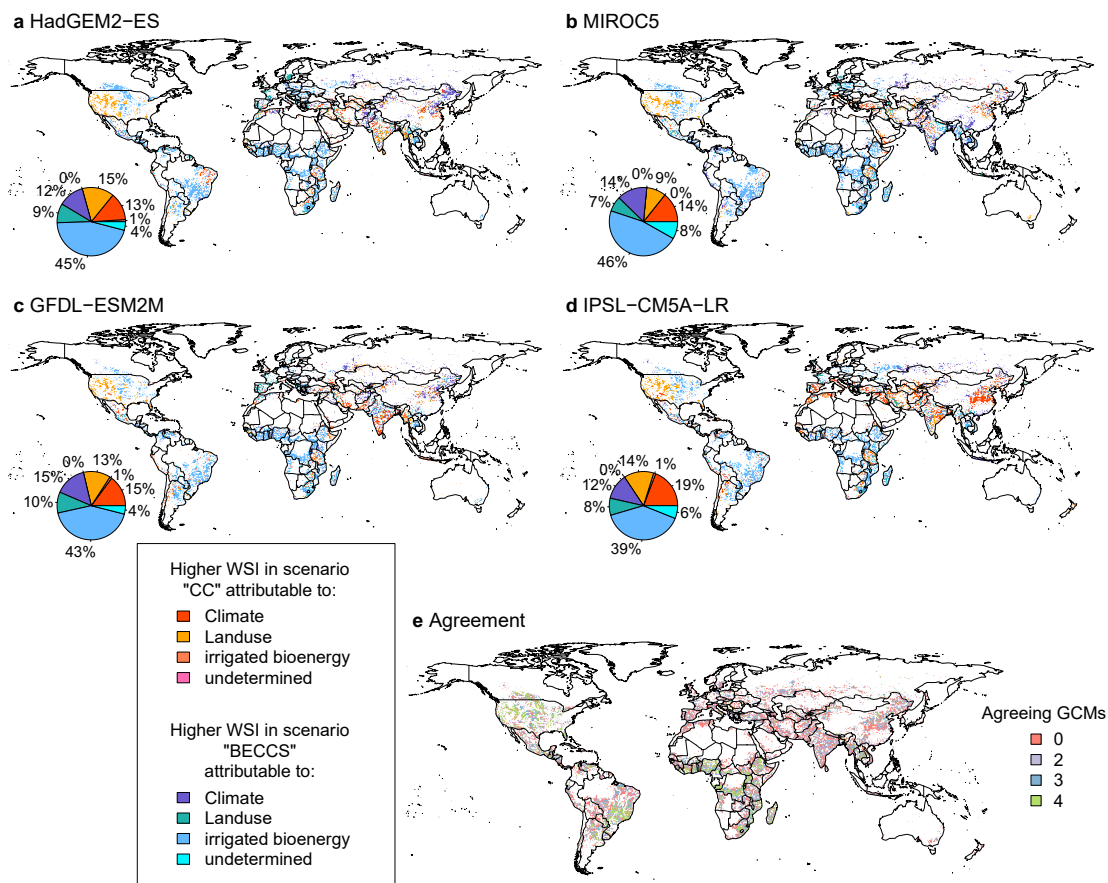 a HadGEM2−ES
0%
15%
12%
13%
9%
1%
4%
45%
b MIROC5
0%
9%
14%
0%
7%
14%
8%
46%
c GFDL−ESM2M
0%
13%
15%
1%
15%
10%
4%
43%
d IPSL−CM5A−LR
14%
1%
0%
12%
19%
8%
6%
39%
Higher WSI in scenario
"CC" attributable to:
Climate
Landuse
irrigated bioenergy
undetermined
Higher WSI in scenario
"BECCS"
attributable to:
Climate
Landuse
irrigated bioenergy
undetermined
e Agreement
Agreeing GCMs
0
2
3
4